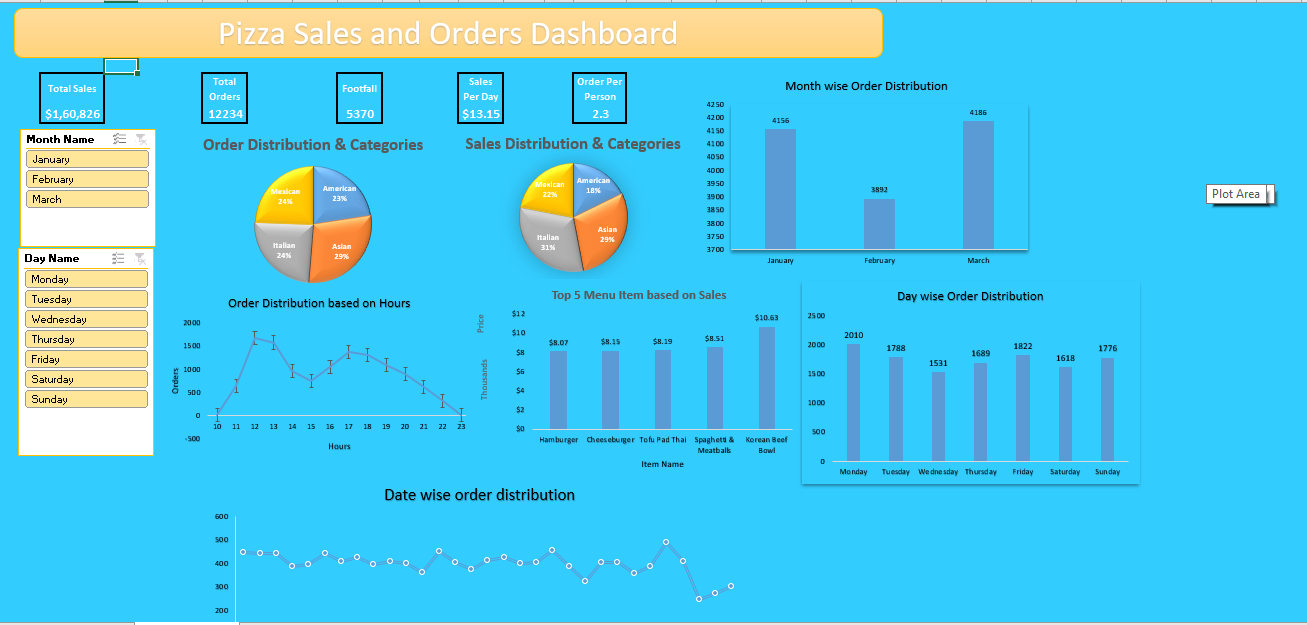 Pizza Sales and Orders Dashboard
Total Sales
$1,60,826
Total
Orders
12234
Footfall
5370
Sales
Per Day
$13.15
Order Per
Person
2.3
Month Name
January
February
March
Day Name
Monday
Tuesday
Wednesday
Thursday
Friday
Saturday
Sunday
Order Distribution & Categories
Mexican
24%
American
23%
Italian
24%
Asian
29%
Sales Distribution & Categories
Mexican
22%
American
18%
Italian
31%
Asian
29%
Month wise Order Distribution
4250
4200
4150
4100
4050
4000
3950
3900
3850
3800
3750
3700
4156
3892
4186
January February March
Plot Area
Order Distribution based on Hours
Orders
2000
1500
1000
500
0
-500
10 11 12 13 14 15 16 17 18 19 20 21 22 23
Hours
Top 5 Menu Item based on Sales
Price
Thousands
$12
$10
$8
$6
$4
$2
$0
$8.07
$8.15
$8.19
$8.51
$10.63
Hamburger Cheeseburger Tofu Pad Thai Spaghetti & Korean Beef
Meatballs Bowl
Item Name
Day wise Order Distribution
2500
2000
1500
1000
500
0
2010
1788
1531
1689
1822
1618
1776
Monday Tuesday Wednesday Thursday Friday Saturday Sunday
Date wise order distribution
600
500
400
300
200